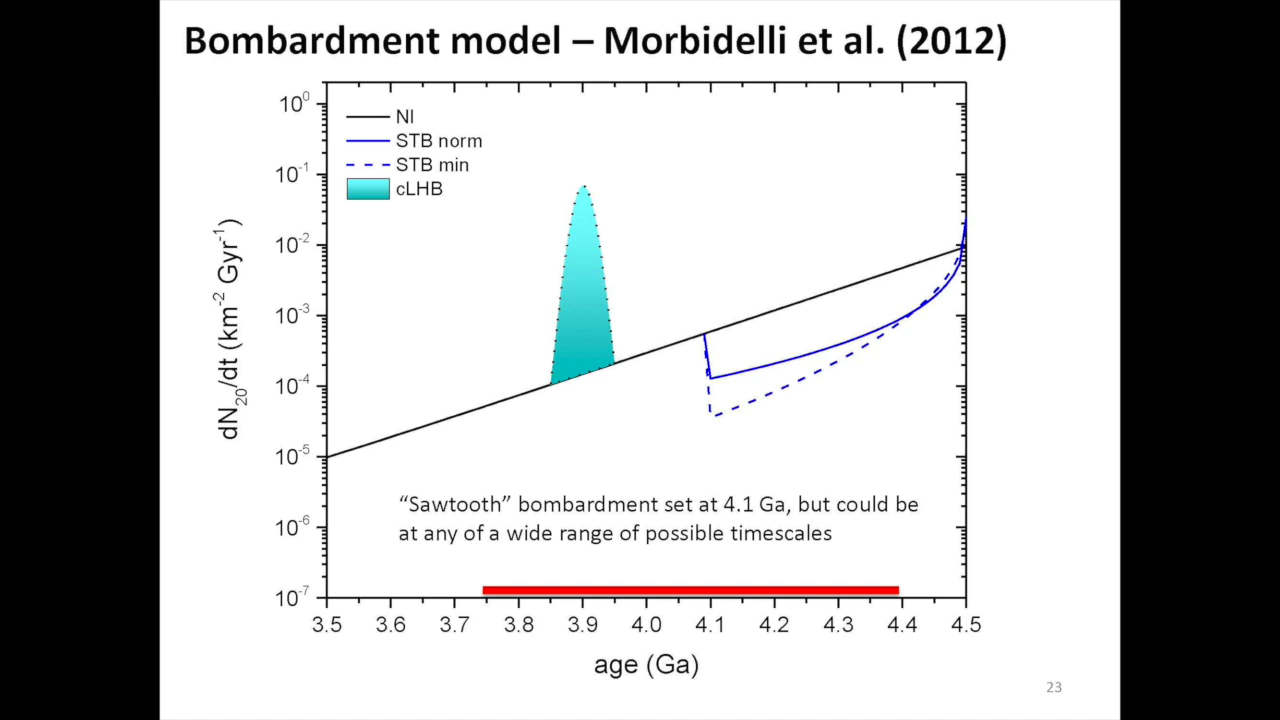 Bombardment model – Morbidelli et al. (2012)
10⁰
10⁻¹
10⁻²
10⁻³
10⁻⁴
10⁻⁵
10⁻⁶
10⁻⁷
dN₂₀/dt (km⁻² Gyr⁻¹)
NI
STB norm
STB min
cLHB
“Sawtooth” bombardment set at 4.1 Ga, but could be
at any of a wide range of possible timescales
3.5 3.6 3.7 3.8 3.9 4.0 4.1 4.2 4.3 4.4 4.5
age (Ga)
23